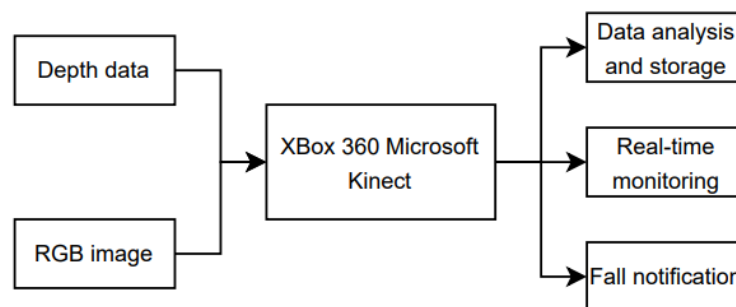 Depth data
RGB image
XBox 360 Microsoft
Kinect
Data analysis
and storage
Real-time
monitoring
Fall notification